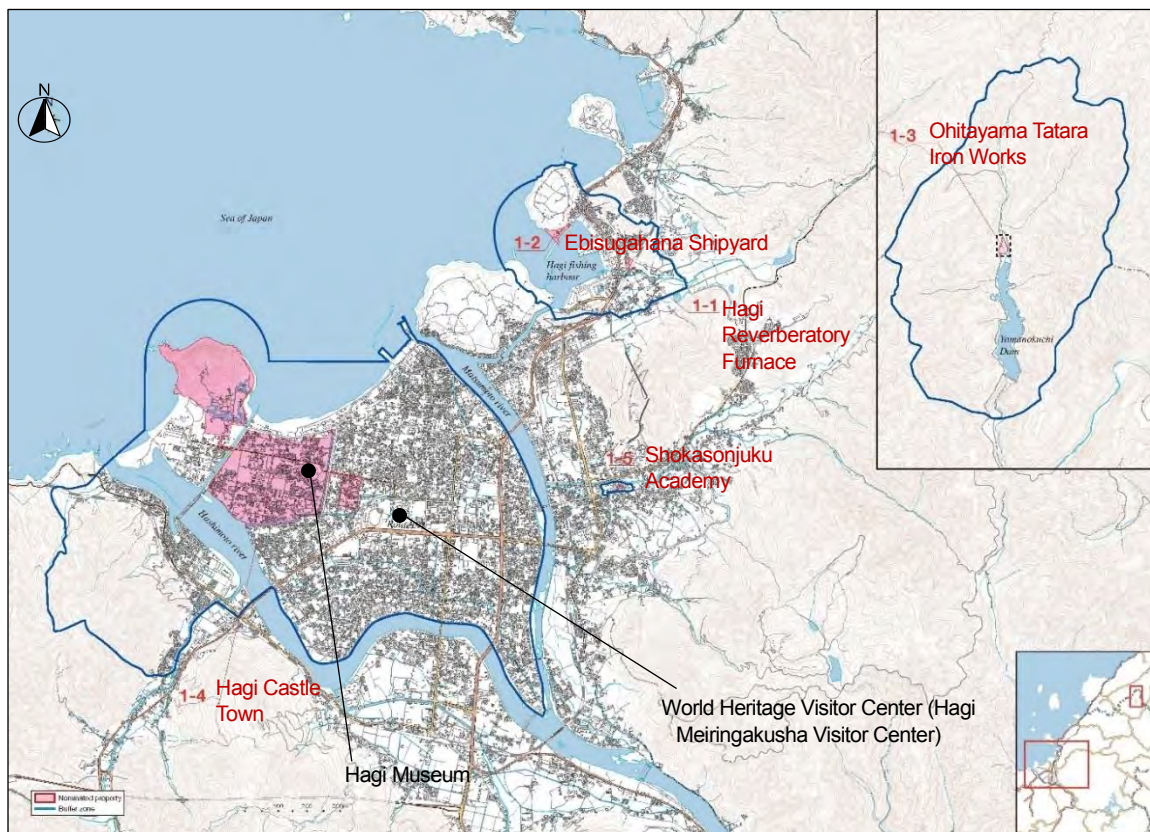 N
1-3 Ohitayama Tatara
Iron Works
Sea of Japan
1-2 Ebisugahana Shipyard
Hagi fishing
harbour
1-1 Hagi
Reverberatory
Furnace
Yamanokuchi
Dam
Matsumoto river
1-5 Shokasonjuku
Academy
Hashimoto river
1-4 Hagi Castle
Town
World Heritage Visitor Center (Hagi
Meiringakusha Visitor Center)
Hagi Museum
Nominated property
Buffer zone